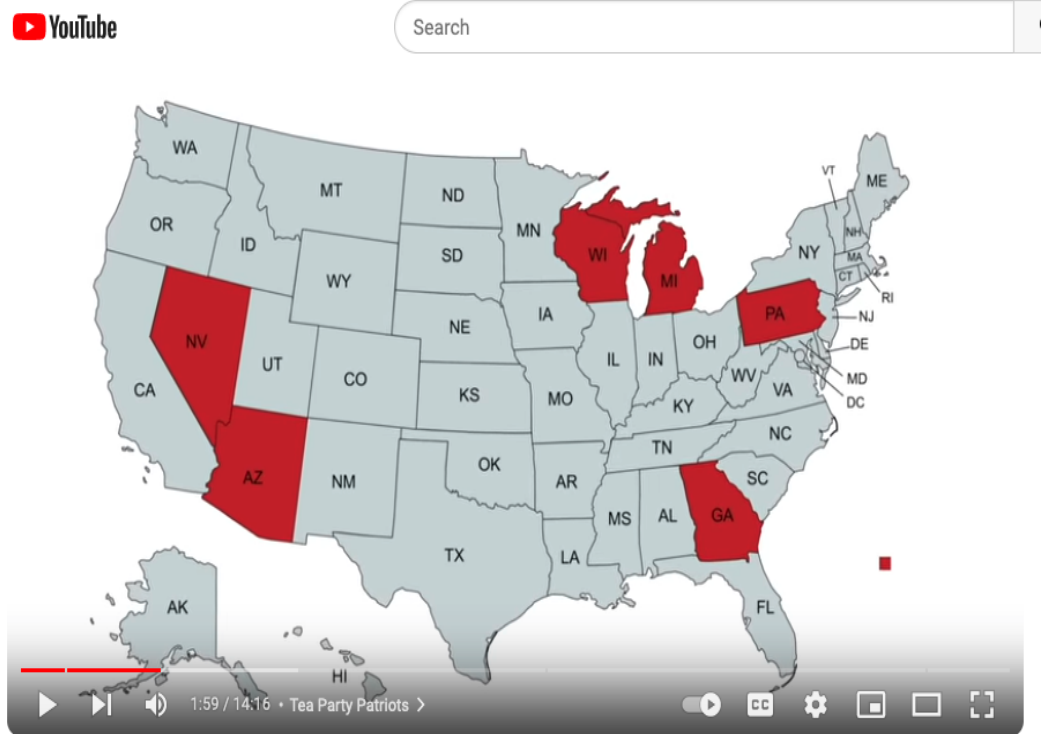 YouTube
Search
WA
MT
ND
MN
VT
ME
OR
ID
SD
WI
NY
NH
MA
WY
MI
CT
RI
NV
NE
IA
PA
NJ
UT
IL
IN
OH
DE
CA
CO
KS
MO
WV
VA
MD
KY
DC
TN
NC
AZ
NM
OK
AR
SC
MS
AL
GA
TX
LA
AK
FL
HI
1:59 / 14:16 • Tea Party Patriots >
CC